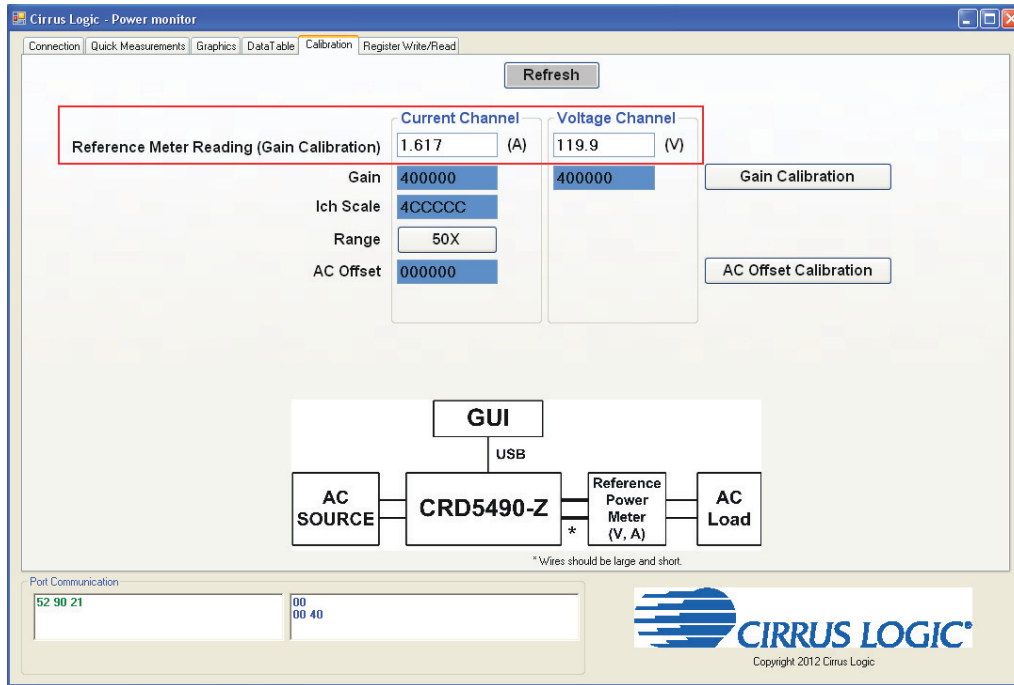 Cirrus Logic - Power monitor
Connection Quick Measurements Graphics DataTable Calibration Register Write/Read
Refresh
Current Channel Voltage Channel
Reference Meter Reading (Gain Calibration) 1.617 (A) 119.9 (V)
Gain 400000 400000 Gain Calibration
Ich Scale 4CCCCC
Range 50X
AC Offset 000000 AC Offset Calibration
GUI
USB
AC
SOURCE
CRD5490-Z
*
Reference
Power
Meter
(V, A)
AC
Load
* Wires should be large and short.
Port Communication
52 90 21
00
00 40
CIRRUS LOGIC®
Copyright 2012 Cirrus Logic